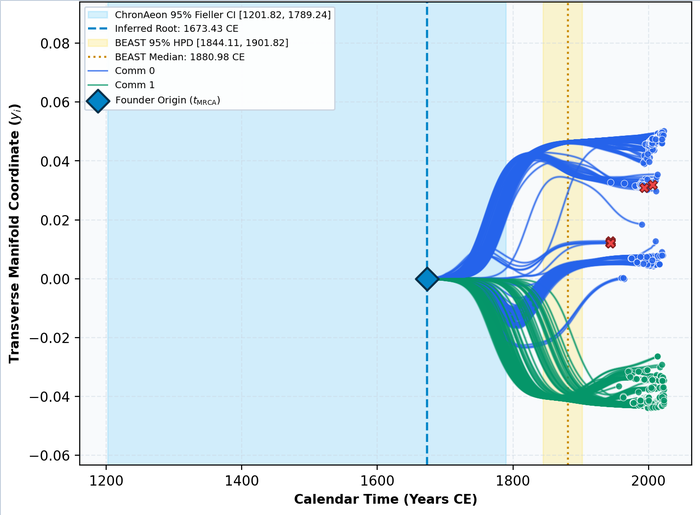 ChronAeon 95% Fieller CI [1201.82, 1789.24]
Inferred Root: 1673.43 CE
BEAST 95% HPD [1844.11, 1901.82]
BEAST Median: 1880.98 CE
Comm 0
Comm 1
Founder Origin (t_MRCA)
Transverse Manifold Coordinate (y_i)
0.08
0.06
0.04
0.02
0.00
−0.02
−0.04
−0.06
1200 1400 1600 1800 2000
Calendar Time (Years CE)